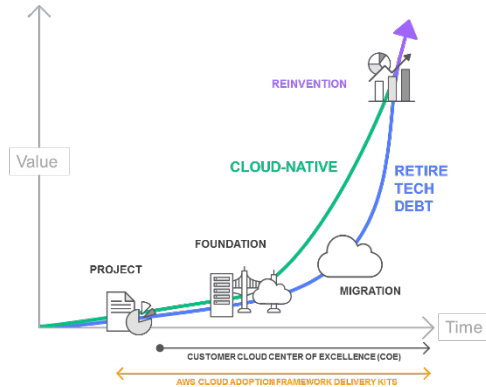 REINVENTION
Value
CLOUD-NATIVE
RETIRE
TECH
DEBT
FOUNDATION
PROJECT
MIGRATION
Time
CUSTOMER CLOUD CENTER OF EXCELLENCE (COE)
AWS CLOUD ADOPTION FRAMEWORK DELIVERY KITS